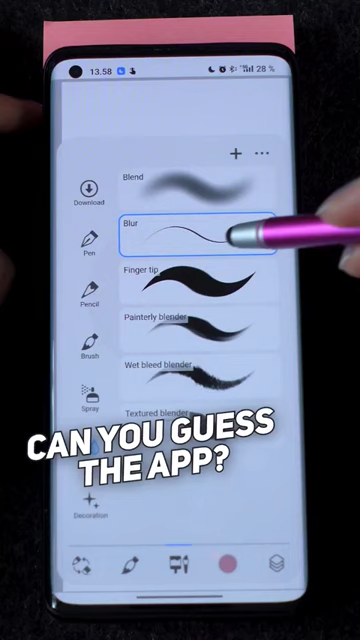 13.58
28 %
Blend
Download
Blur
Pen
Finger tip
Pencil
Painterly blender
Brush
Wet bleed blender
Spray
Textured blender
CAN YOU GUESS
THE APP?
Decoration